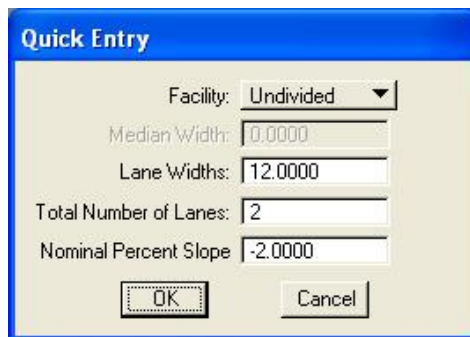 Quick Entry
Facility: Undivided
Median Width: 0.0000
Lane Widths: 12.0000
Total Number of Lanes: 2
Nominal Percent Slope -2.0000
OK Cancel